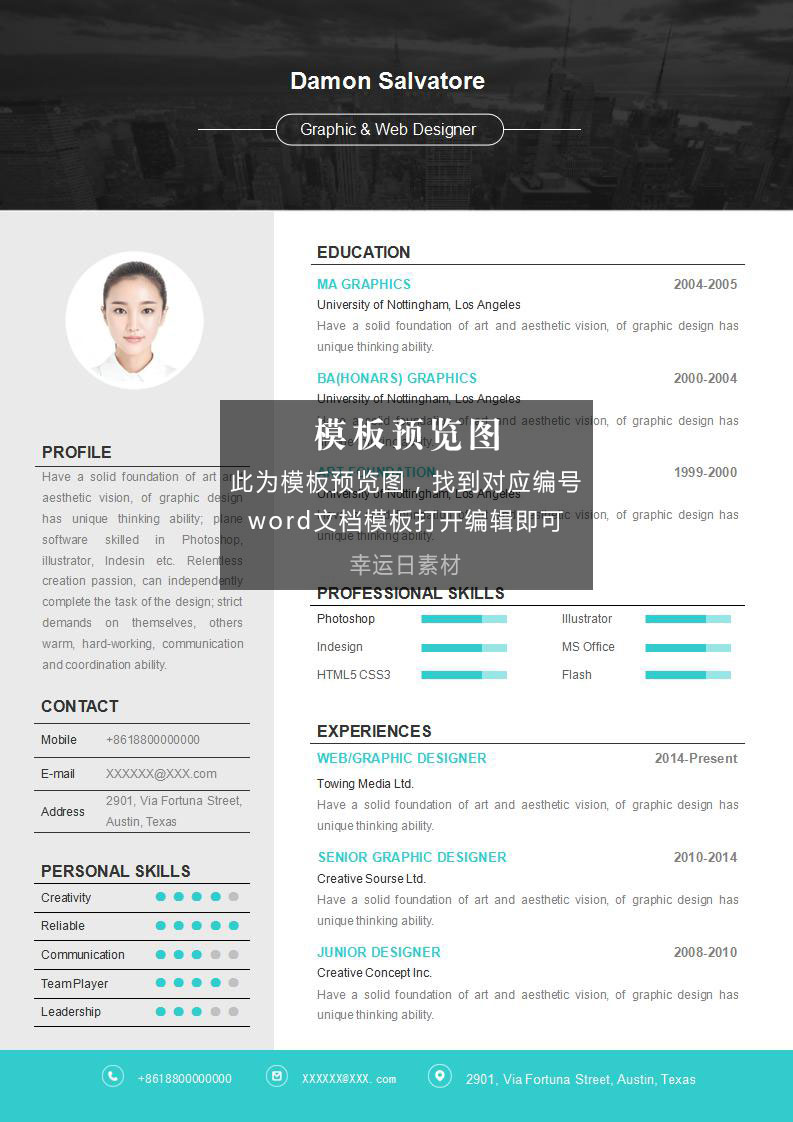 Damon Salvatore
Graphic & Web Designer
PROFILE
Have a solid foundation of art and
aesthetic vision, of graphic design
has unique thinking ability; plane
software skilled in Photoshop,
illustrator, Indesin etc. Relentless
creation passion, can independently
complete the task of the design; strict
demands on themselves, others
warm, hard-working, communication
and coordination ability.
CONTACT
Mobile +8618800000000
E-mail XXXXXX@XXX.com
Address 2901, Via Fortuna Street,
Austin, Texas
PERSONAL SKILLS
Creativity
Reliable
Communication
TeamPlayer
Leadership
EDUCATION
MA GRAPHICS 2004-2005
University of Nottingham, Los Angeles
Have a solid foundation of art and aesthetic vision, of graphic design has
unique thinking ability.
BA(HONARS) GRAPHICS 2000-2004
University of Nottingham, Los Angeles
Have a solid foundation of art and aesthetic vision, of graphic design has
ART FOUNDATION 1999-2000
University of Nottingham, Los Angeles
and aesthetic vision, of graphic design has
unique thinking ability.
模板预览图
此为模板预览图，找到对应编号
word文档模板打开编辑即可
幸运日素材
PROFESSIONAL SKILLS
Photoshop Illustrator
Indesign MS Office
HTML5 CSS3 Flash
EXPERIENCES
WEB/GRAPHIC DESIGNER 2014-Present
Towing Media Ltd.
Have a solid foundation of art and aesthetic vision, of graphic design has
unique thinking ability.
SENIOR GRAPHIC DESIGNER 2010-2014
Creative Sourse Ltd.
Have a solid foundation of art and aesthetic vision, of graphic design has
unique thinking ability.
JUNIOR DESIGNER 2008-2010
Creative Concept Inc.
Have a solid foundation of art and aesthetic vision, of graphic design has
unique thinking ability.
+8618800000000 XXXXXX@XXX.com 2901, Via Fortuna Street, Austin, Texas